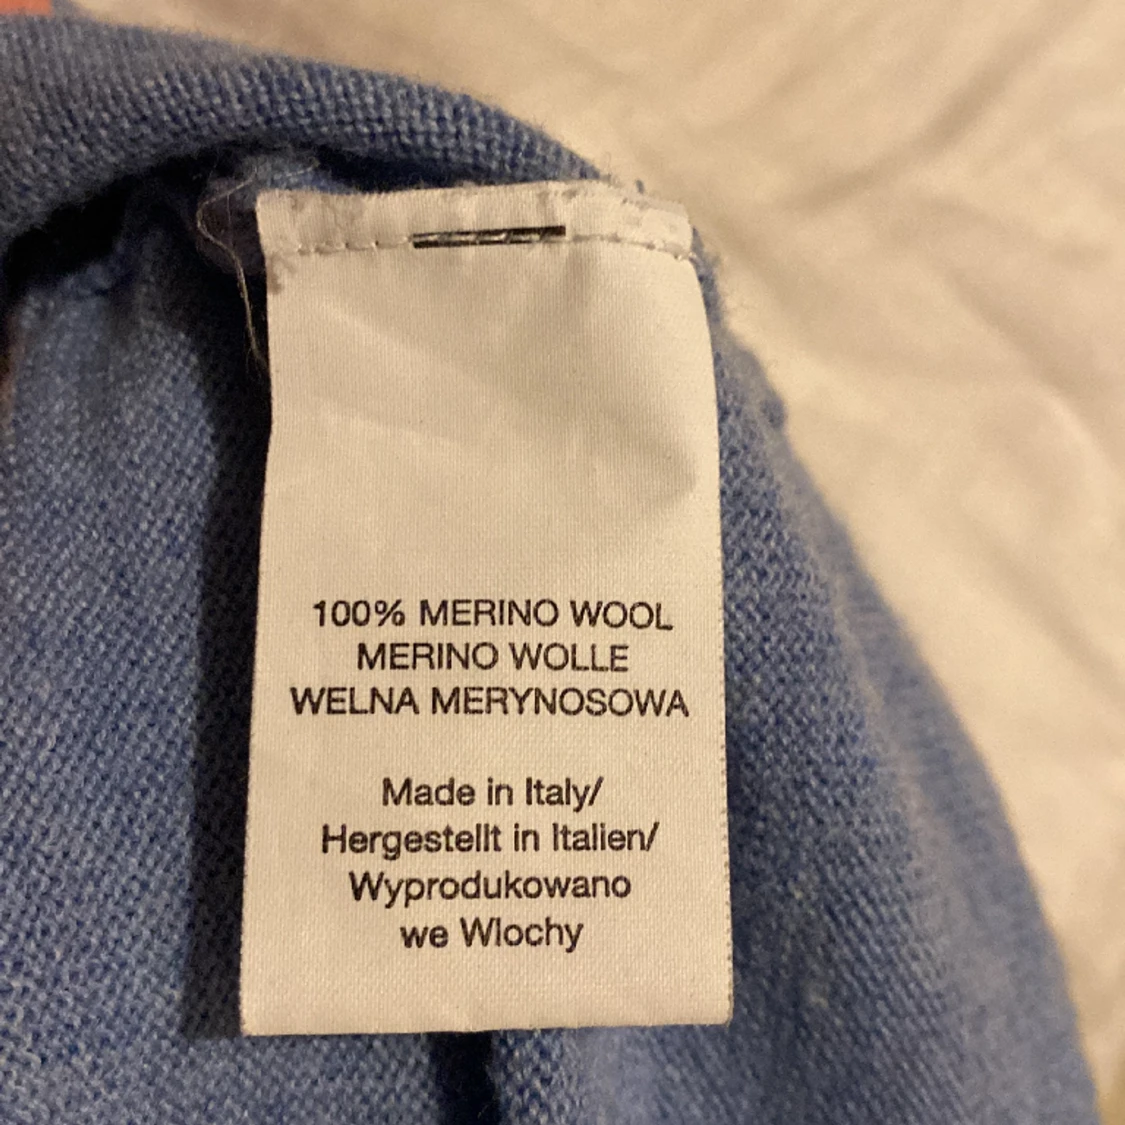 100% MERINO WOOL
MERINO WOLLE
WELNA MERYNOSOWA
Made in Italy/
Hergestellt in Italien/
Wyprodukowano
we Wlochy